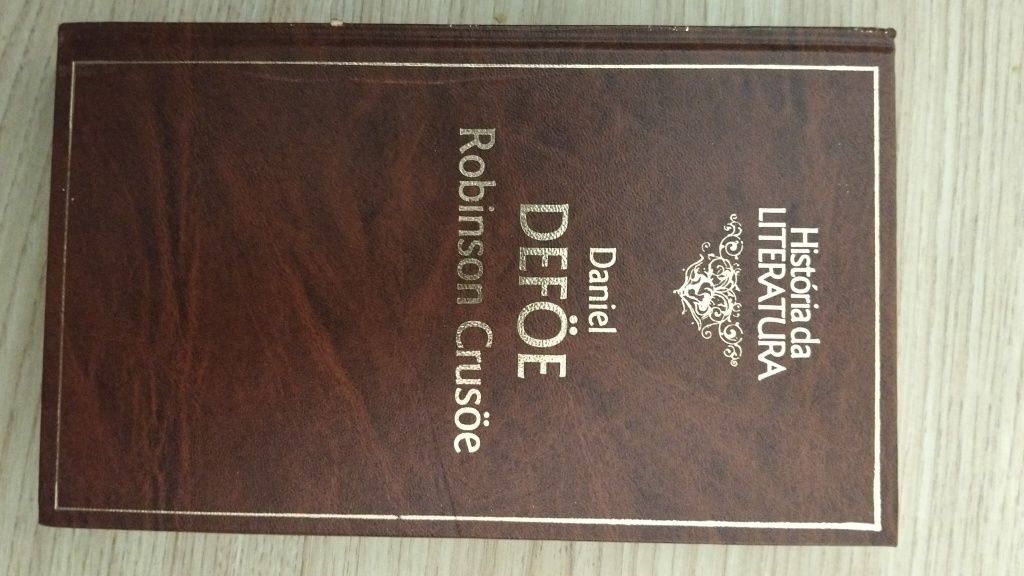 História da
LITERATURA
Daniel
DEFÖE
Robinson Crusöe